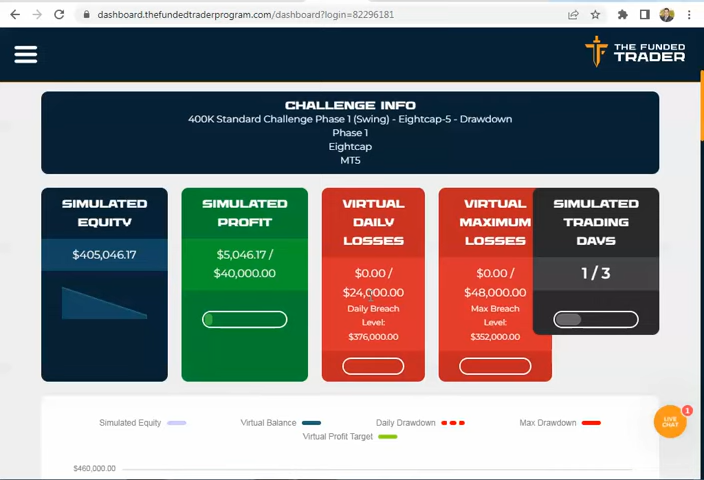 dashboard.thefundedtraderprogram.com/dashboard?login=82296181
THE FUNDED
TRADER
CHALLENGE INFO
400K Standard Challenge Phase 1 (Swing) - Eightcap-5 - Drawdown
Phase 1
Eightcap
MT5
SIMULATED
EQUITY
$405,046.17
SIMULATED
PROFIT
$5,046.17 /
$40,000.00
VIRTUAL
DAILY
LOSSES
$0.00 /
$24,000.00
Daily Breach
Level:
$376,000.00
VIRTUAL
MAXIMUM
LOSSES
$0.00 /
$48,000.00
Max Breach
Level:
$352,000.00
SIMULATED
TRADING
DAYS
1 / 3
Simulated Equity
Virtual Balance
Daily Drawdown
Max Drawdown
Virtual Profit Target
$460,000.00
LIVE
CHAT
1